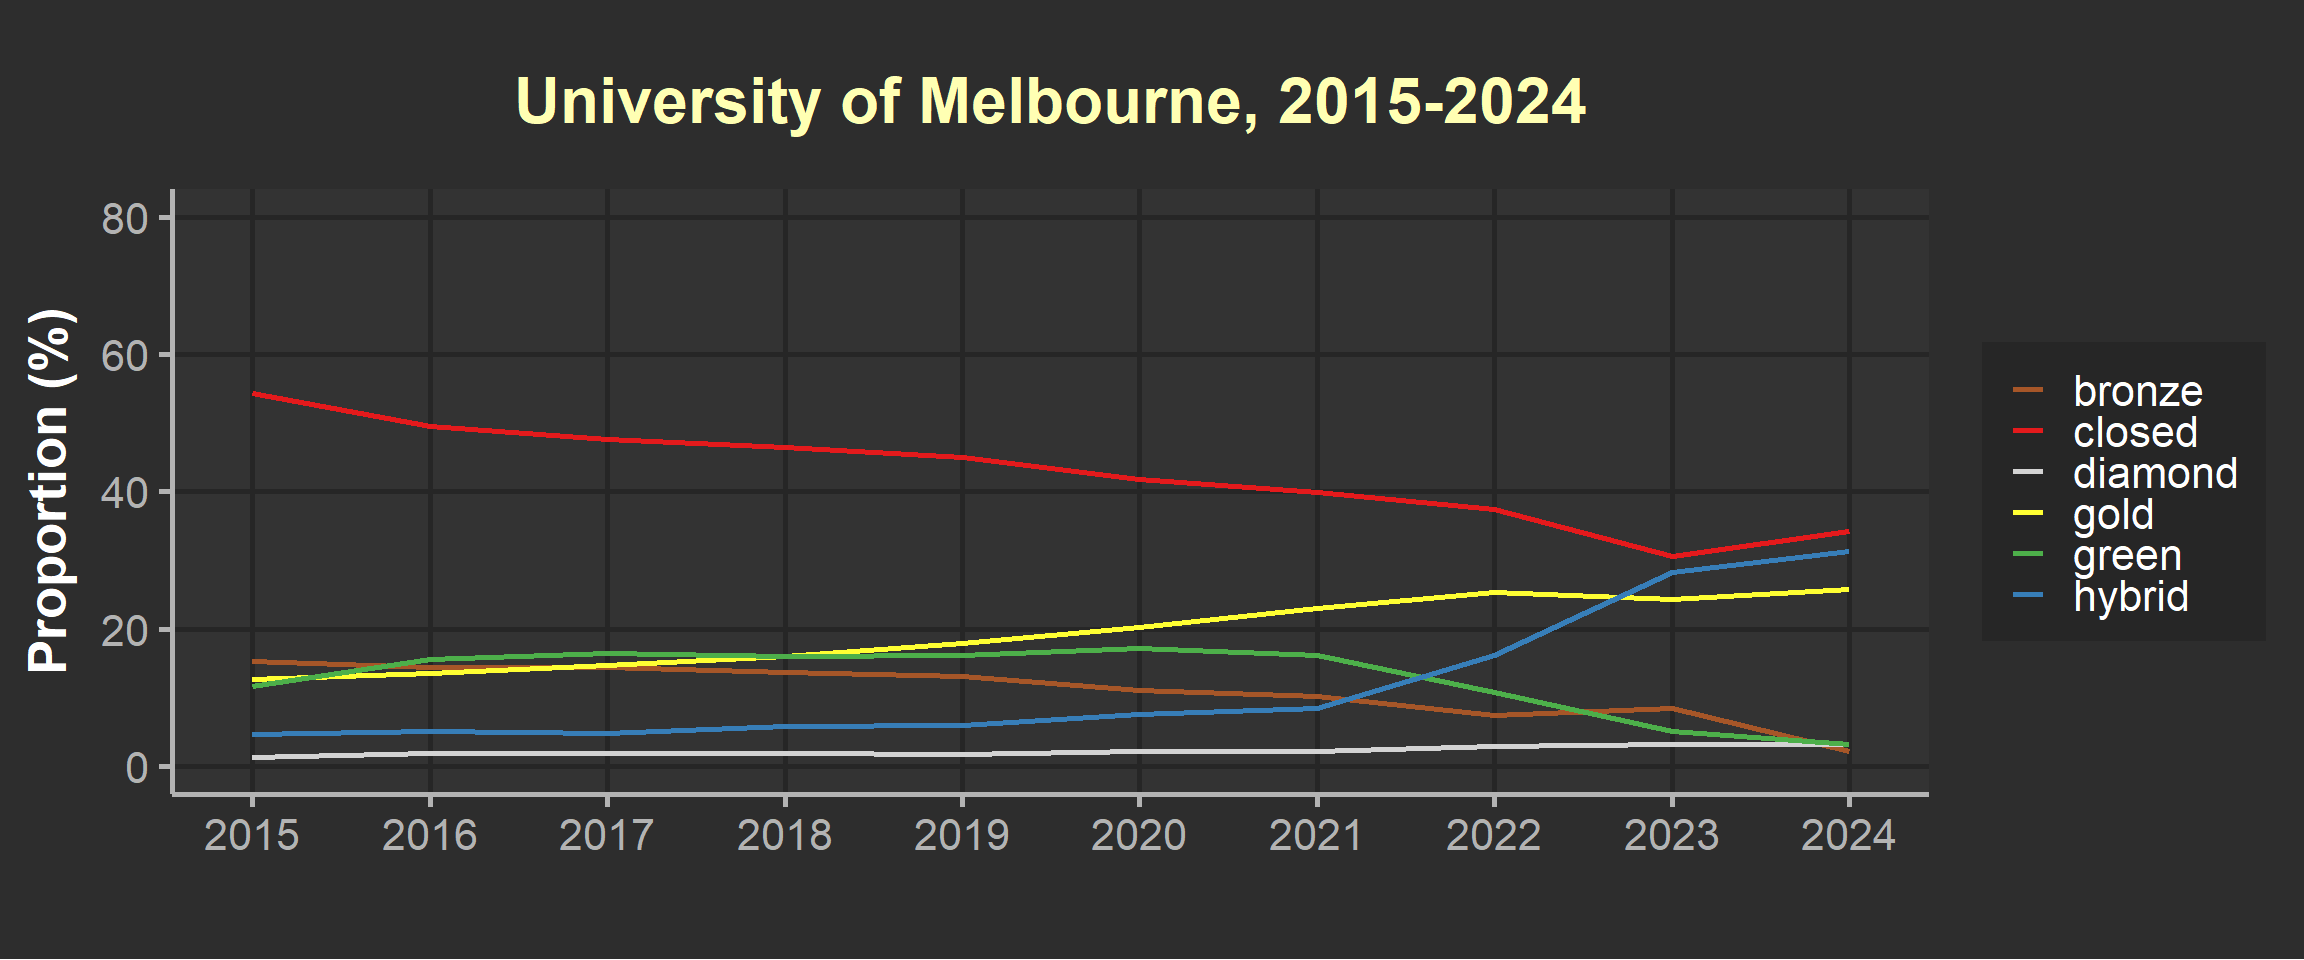 University of Melbourne, 2015-2024
Proportion (%)
80
60
40
20
0
2015 2016 2017 2018 2019 2020 2021 2022 2023 2024
bronze
closed
diamond
gold
green
hybrid